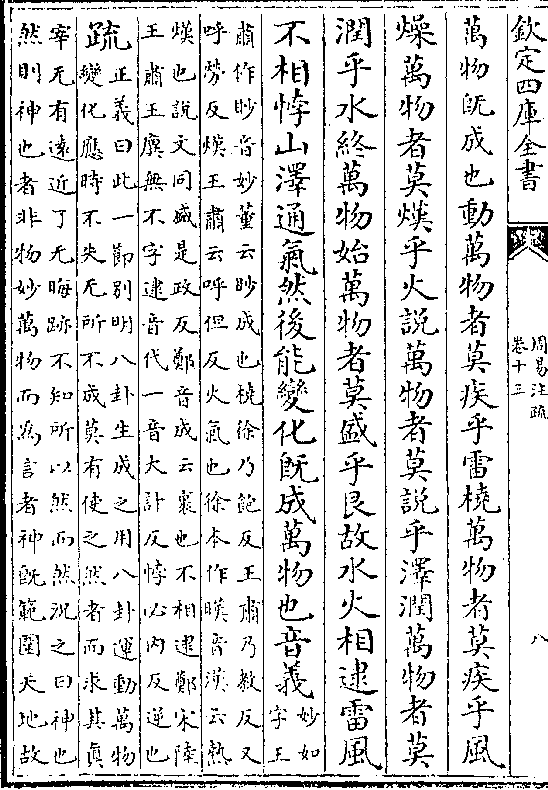 欽定四庫全書
周易注疏
卷十三
八
萬物既成也動萬物者莫疾乎雷橈萬物者莫疾乎風
燥萬物者莫熯乎火說萬物者莫說乎澤潤萬物者莫
潤乎水終萬物始萬物者莫盛乎艮故水火相逮雷風
不相悖山澤通氣然後能變化既成萬物也音義
妙如
字王
肅作眇音妙董云眇成也橈徐乃飽反王肅乃教反又
呼勞反熯王肅云呼但反火氣也徐本作暵音漢云熱
熯也說文同盛是政反鄭音成云裹也不相逮鄭宋陸
王肅王廙無不字逮音代一音大計反悖必內反逆也
疏
正義曰此一節別明八卦生成之用八卦運動萬物
變化應時不失无所不成莫有使之然者而求其真
宰无有遠近了无晦跡不知所以然而然況之曰神也
然則神也者非物妙萬物而為言者神既範圍天地故